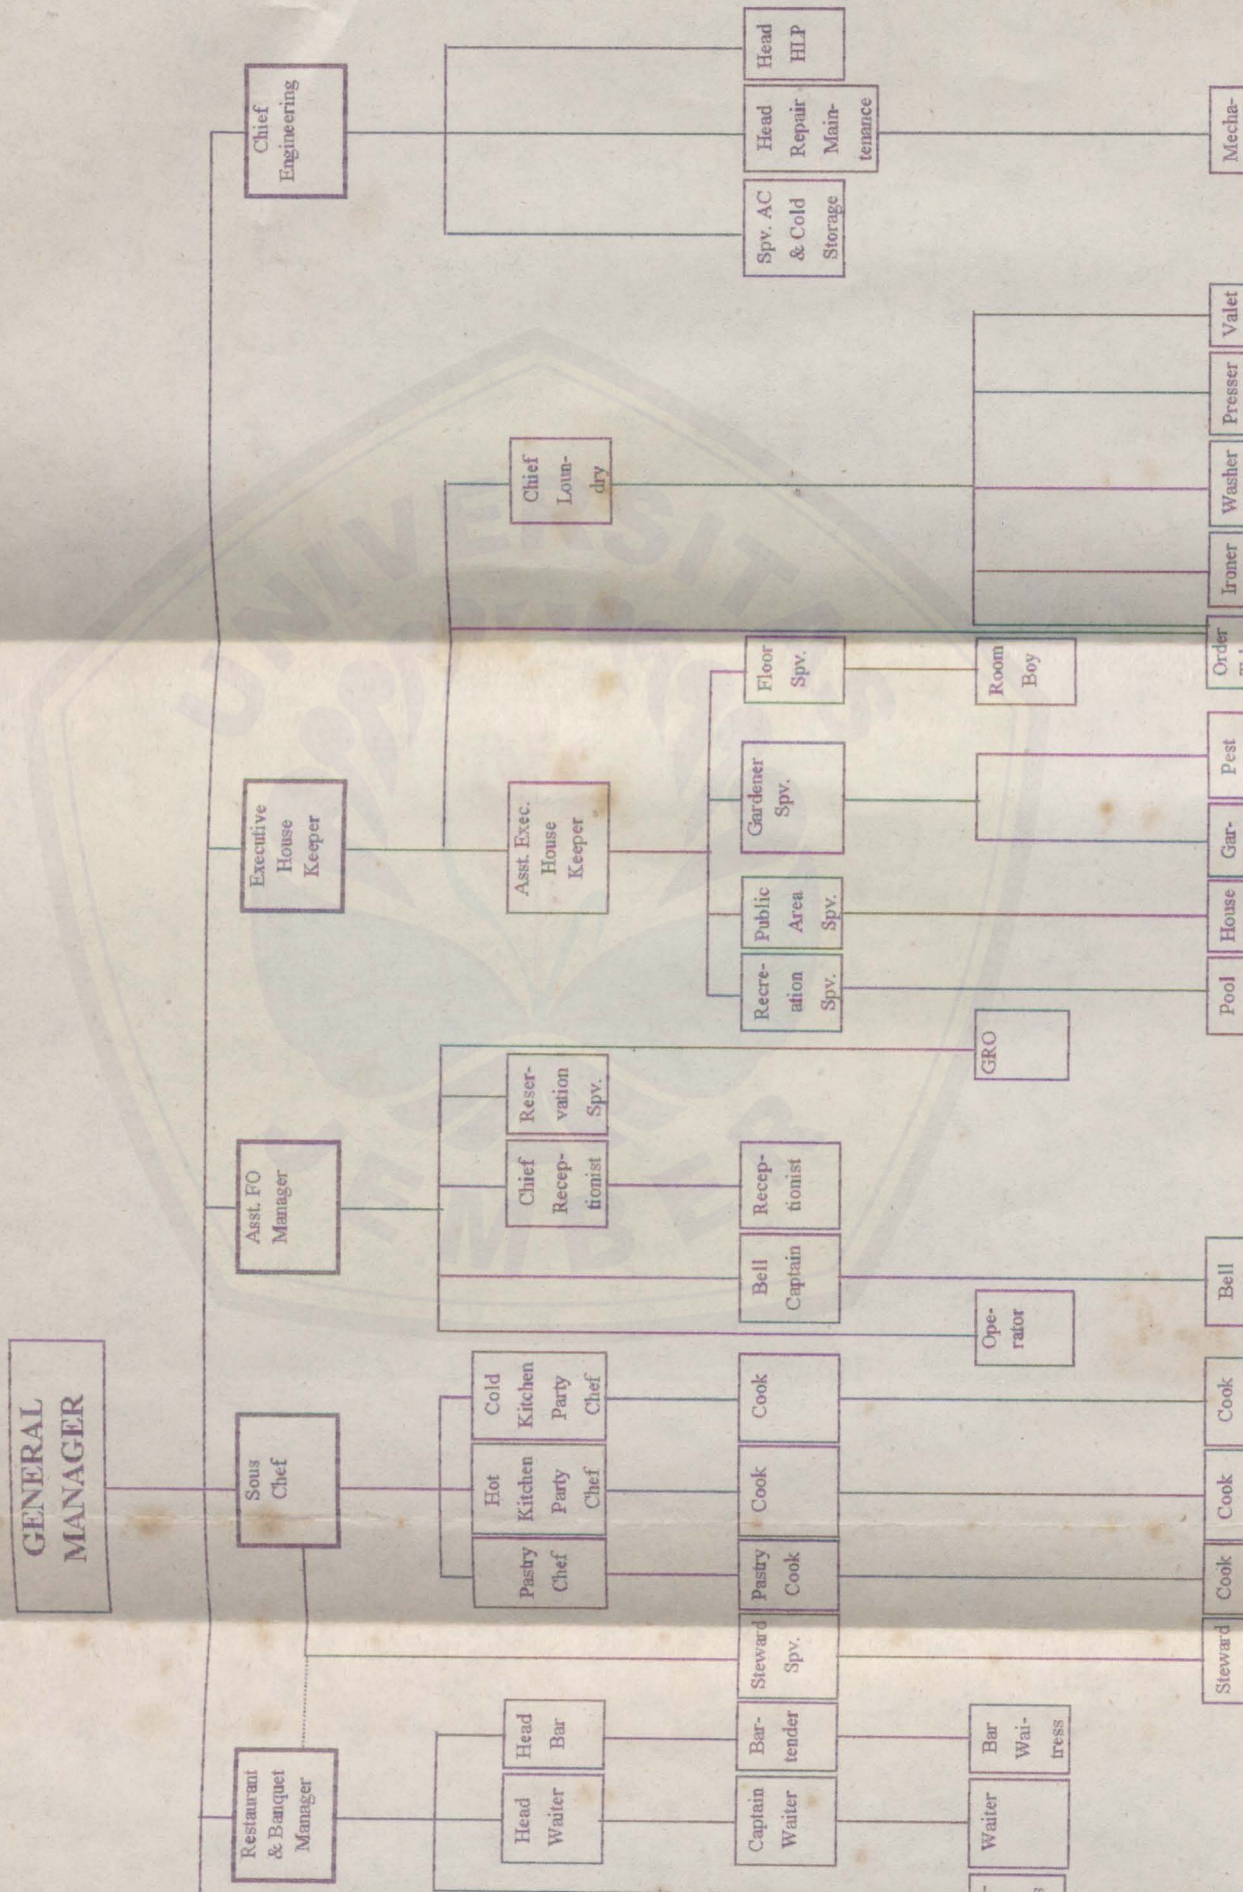 GENERAL
MANAGER
Restaurant
& Banquet
Manager
Sous
Chef
Asst. FO
Manager
Executive
House
Keeper
Chief
Engineering
Head
Waiter
Head
Bar
Pastry
Chef
Hot
Kitchen
Party
Chef
Cold
Kitchen
Party
Chef
Chief
Recep-
tionist
Reser-
vation
Spv.
Asst. Exec.
House
Keeper
Chief
Loun-
dry
Captain
Waiter
Bar-
tender
Steward
Spv.
Pastry
Cook
Cook
Cook
Bell
Captain
Recep-
tionist
Recre-
ation
Spv.
Public
Area
Spv.
Gardener
Spv.
Floor
Spv.
Spv. AC
& Cold
Storage
Head
Repair
Main-
tenance
Head
HLP
Waiter
Bar
Wai-
tress
Ope-
rator
GRO
Room
Boy
Steward
Cook
Cook
Cook
Bell
Pool
House
Gar-
Pest
Order
Ironer
Washer
Presser
Valet
Mecha-
UNIVERSITAS
JEMBER